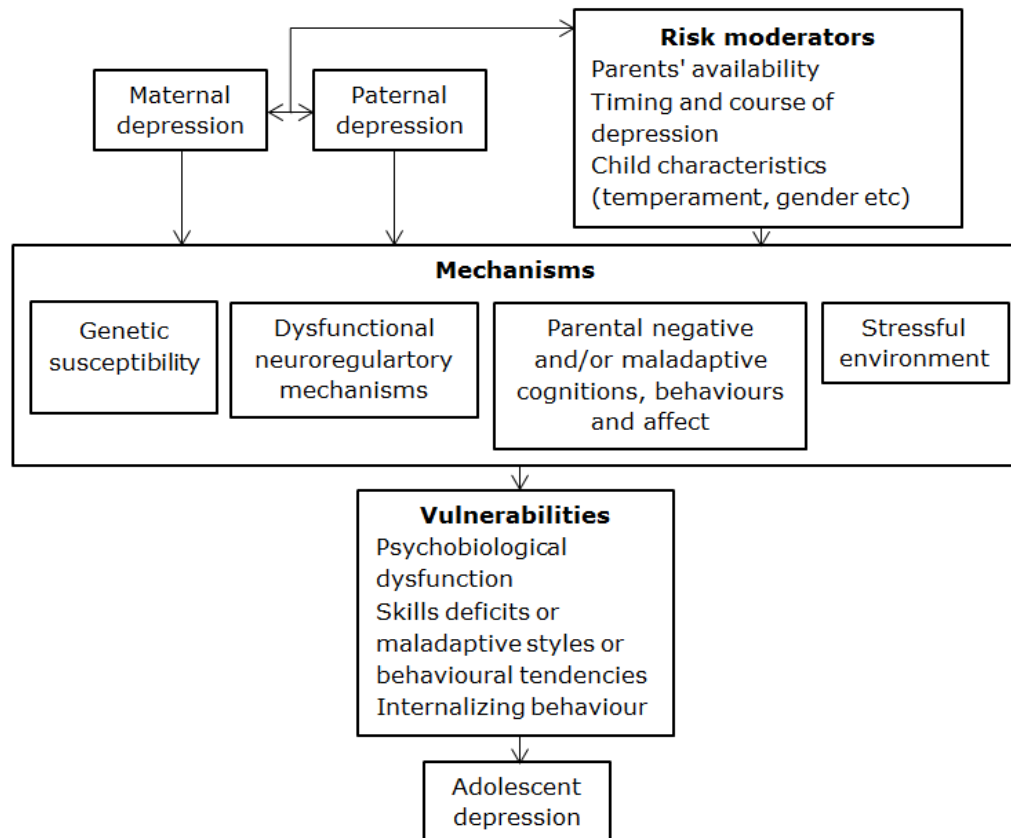 Maternal
depression
Paternal
depression
Risk moderators
Parents' availability
Timing and course of
depression
Child characteristics
(temperament, gender etc)
Mechanisms
Genetic
susceptibility
Dysfunctional
neuroregulartory
mechanisms
Parental negative
and/or maladaptive
cognitions, behaviours
and affect
Stressful
environment
Vulnerabilities
Psychobiological
dysfunction
Skills deficits or
maladaptive styles or
behavioural tendencies
Internalizing behaviour
Adolescent
depression